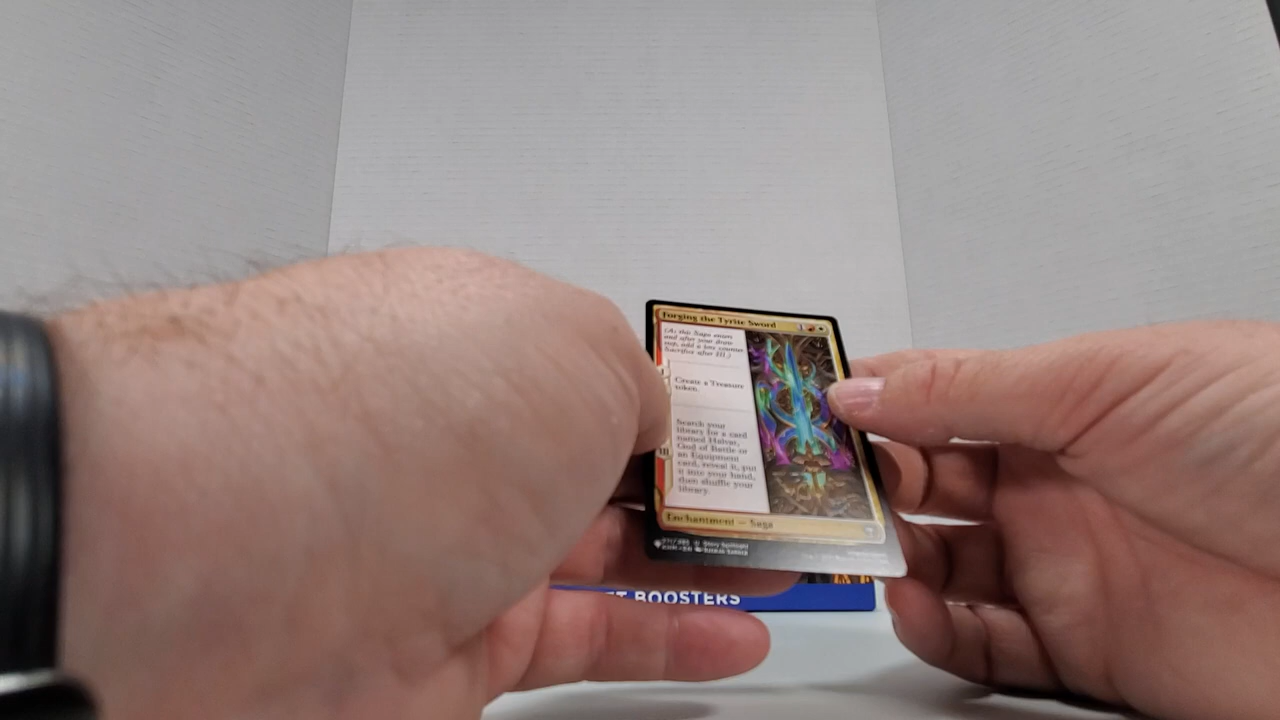 Forging the Tyrite Sword 1
(As this Saga enters
and after your draw
step, add a lore counter.
Sacrifice after III.)
Create a Treasure
token.
III
Search your
library for a card
named Halvar,
God of Battle or
an Equipment
card, reveal it, put
it into your hand,
then shuffle your
library.
Enchantment — Saga
BOOSTERS